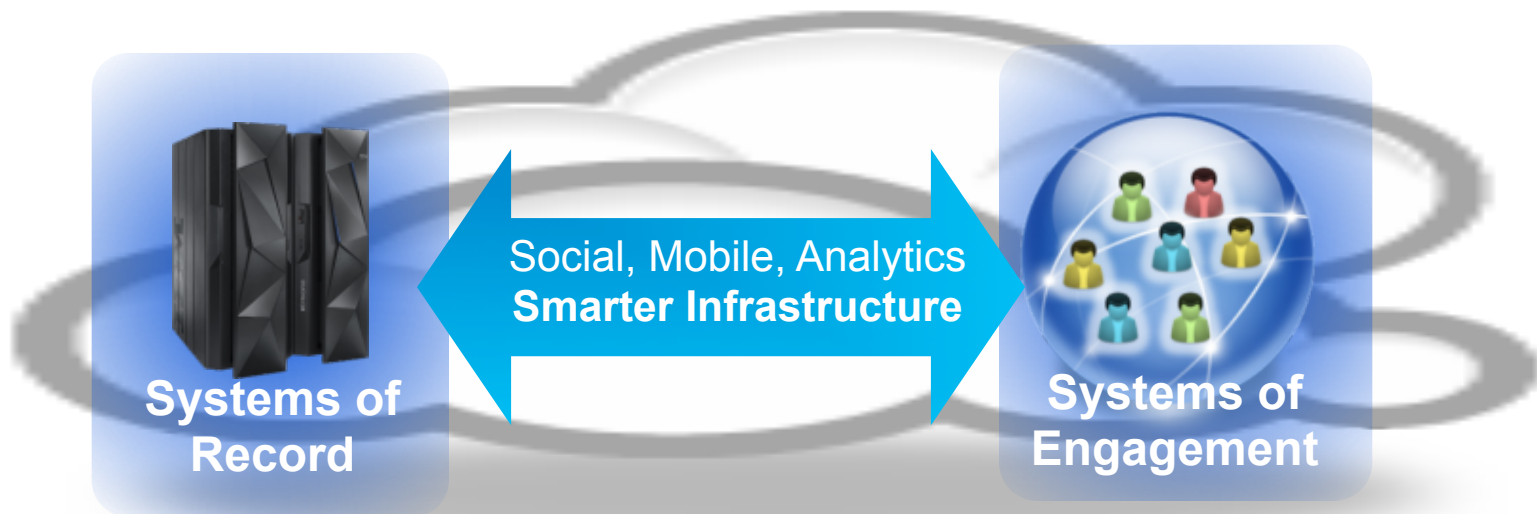 Systems of
Record
Social, Mobile, Analytics
Smarter Infrastructure
Systems of
Engagement